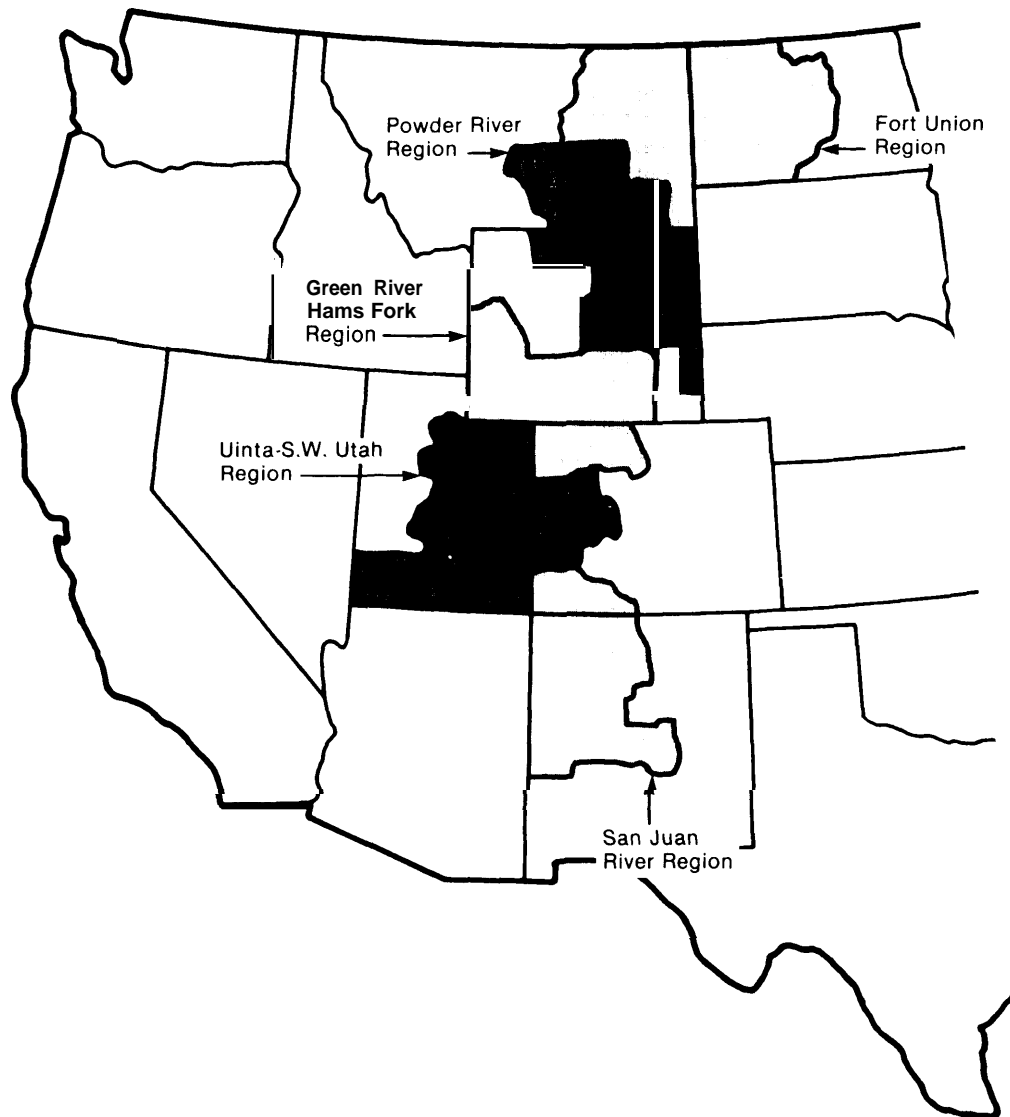 Powder River
Region
Fort Union
Region
Green River
Hams Fork
Region
Uinta-S.W. Utah
Region
San Juan
River Region